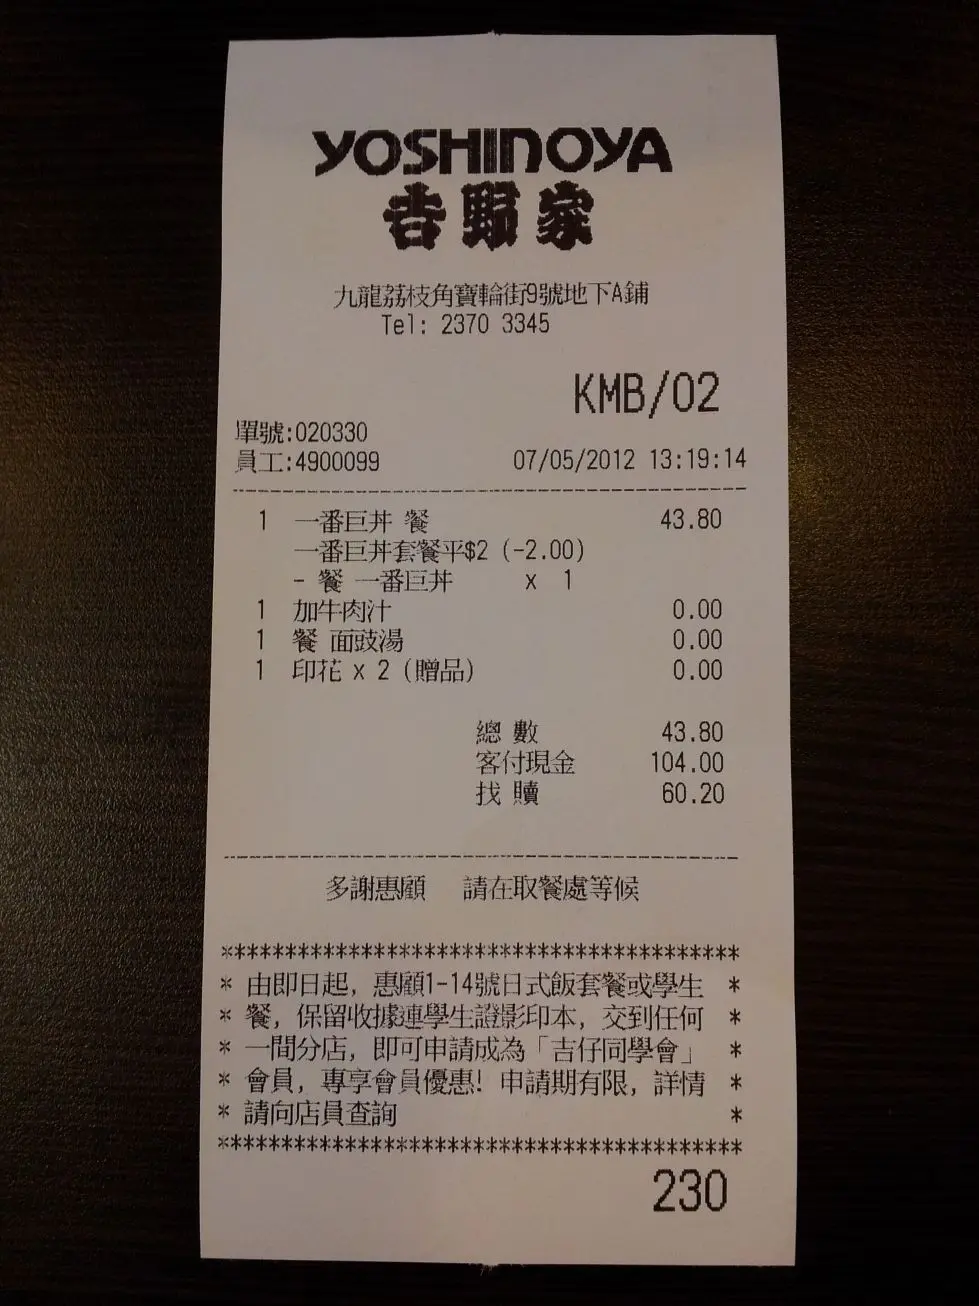 YOSHINOYA
吉野家
九龍荔枝角寶輪街9號地下A鋪
Tel: 2370 3345
KMB/02
單號:020330
員工:4900099 07/05/2012 13:19:14
1 一番巨丼 餐 43.80
一番巨丼套餐平$2 (-2.00)
- 餐 一番巨丼 x 1
1 加牛肉汁 0.00
1 餐 面豉湯 0.00
1 印花 x 2 (贈品) 0.00
總 數 43.80
客付現金 104.00
找 贖 60.20
多謝惠顧 請在取餐處等候
****************************************
* 由即日起, 惠顧1-14號日式飯套餐或學生 *
* 餐, 保留收據連學生證影印本, 交到任何 *
* 一間分店, 即可申請成為「吉仔同學會」 *
* 會員, 專享會員優惠! 申請期有限, 詳情 *
* 請向店員查詢 *
****************************************
230